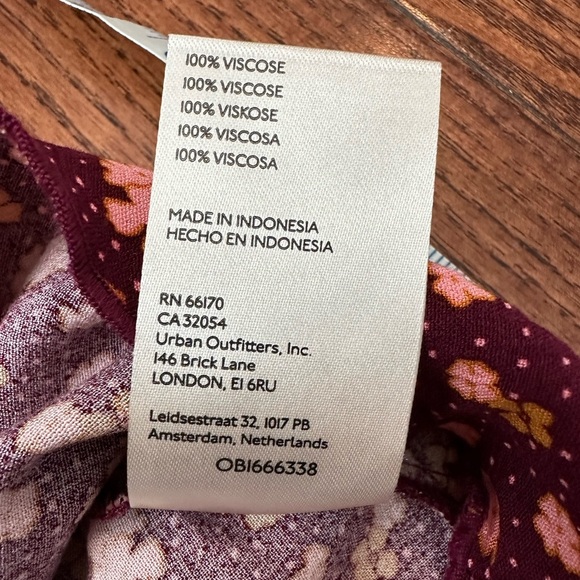 100% VISCOSE
100% VISCOSE
100% VISKOSE
100% VISCOSA
100% VISCOSA
MADE IN INDONESIA
HECHO EN INDONESIA
RN 66170
CA 32054
Urban Outfitters, Inc.
146 Brick Lane
LONDON, E1 6RU
Leidsestraat 32, 1017 PB
Amsterdam, Netherlands
OB1666338